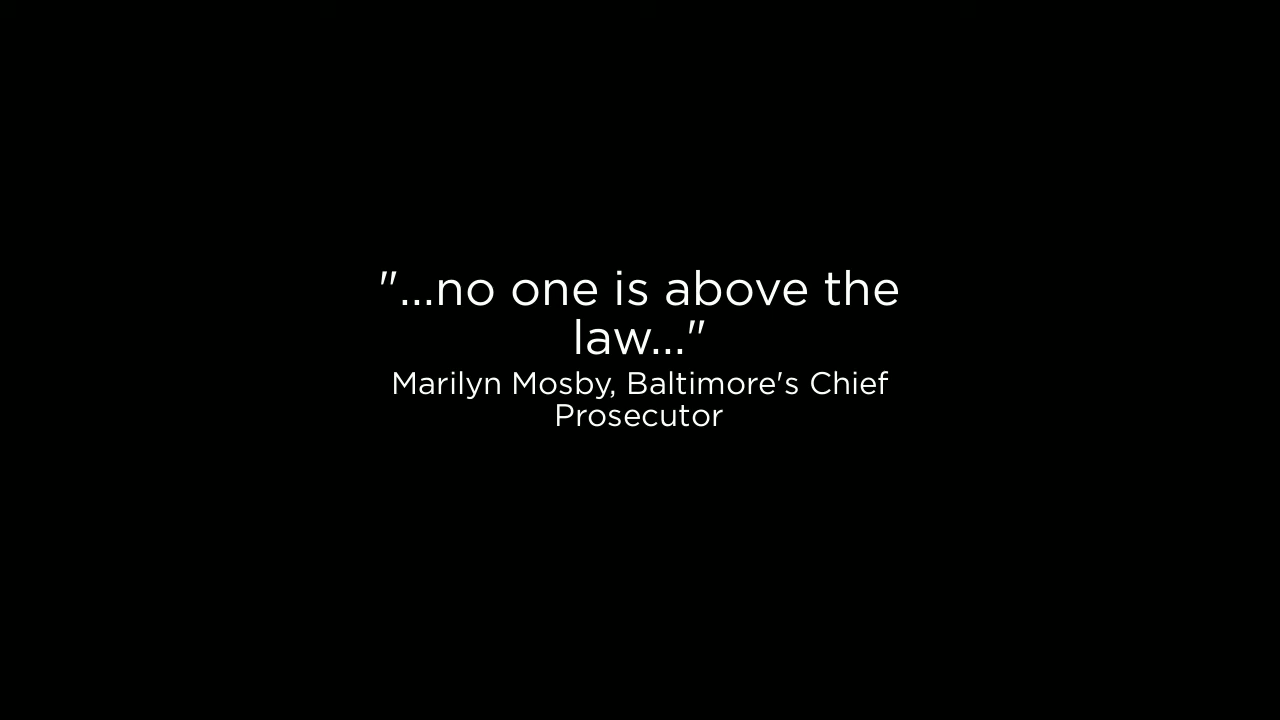 "...no one is above the
law..."
Marilyn Mosby, Baltimore's Chief
Prosecutor